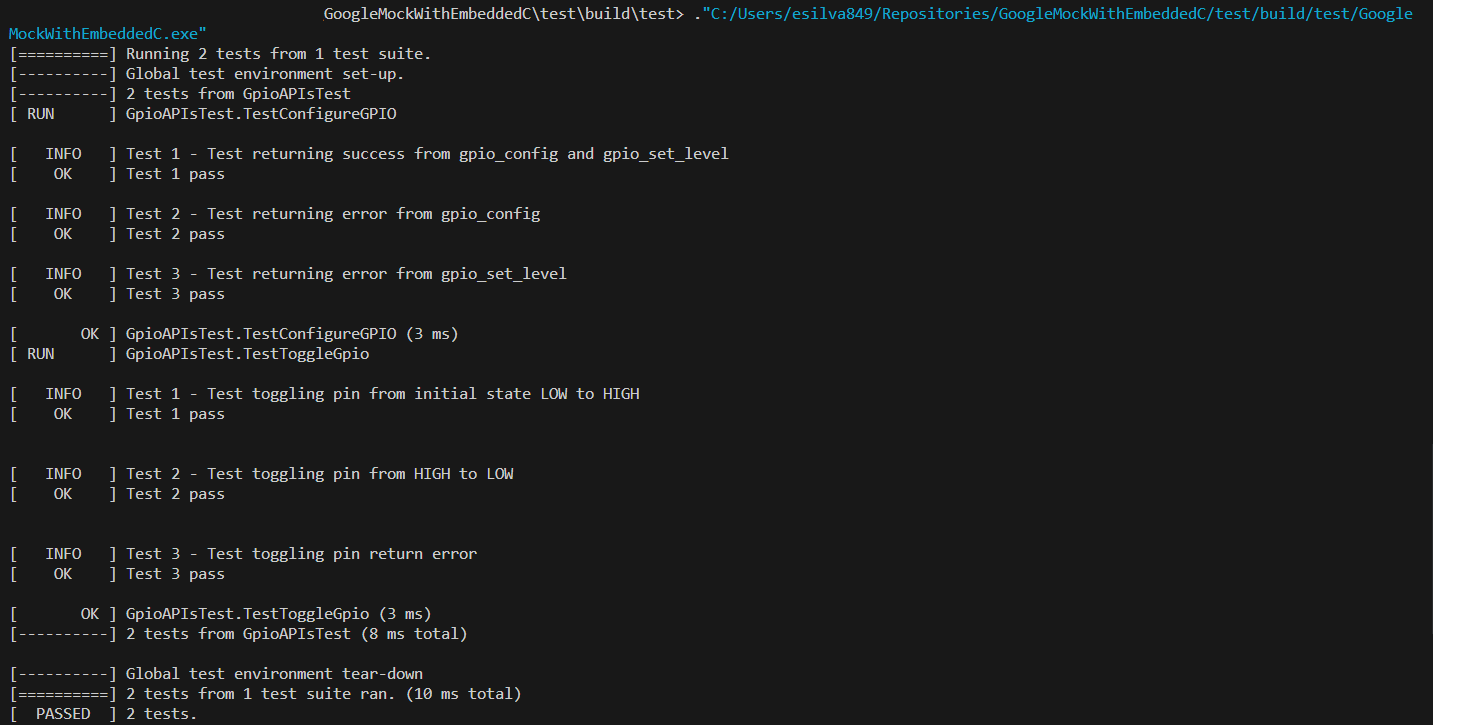 GoogleMockWithEmbeddedC\test\build\test> ."C:/Users/esilva849/Repositories/GoogleMockWithEmbeddedC/test/build/test/Google
MockWithEmbeddedC.exe"
[==========] Running 2 tests from 1 test suite.
[----------] Global test environment set-up.
[----------] 2 tests from GpioAPIsTest
[ RUN      ] GpioAPIsTest.TestConfigureGPIO
[   INFO   ] Test 1 - Test returning success from gpio_config and gpio_set_level
[    OK    ] Test 1 pass
[   INFO   ] Test 2 - Test returning error from gpio_config
[    OK    ] Test 2 pass
[   INFO   ] Test 3 - Test returning error from gpio_set_level
[    OK    ] Test 3 pass
[       OK ] GpioAPIsTest.TestConfigureGPIO (3 ms)
[ RUN      ] GpioAPIsTest.TestToggleGpio
[   INFO   ] Test 1 - Test toggling pin from initial state LOW to HIGH
[    OK    ] Test 1 pass
[   INFO   ] Test 2 - Test toggling pin from HIGH to LOW
[    OK    ] Test 2 pass
[   INFO   ] Test 3 - Test toggling pin return error
[    OK    ] Test 3 pass
[       OK ] GpioAPIsTest.TestToggleGpio (3 ms)
[----------] 2 tests from GpioAPIsTest (8 ms total)
[----------] Global test environment tear-down
[==========] 2 tests from 1 test suite ran. (10 ms total)
[  PASSED  ] 2 tests.